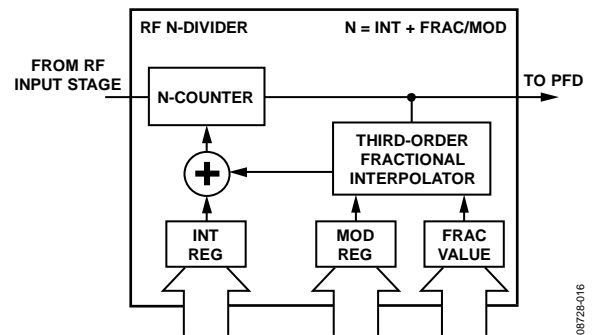 RF N-DIVIDER
N = INT + FRAC/MOD
FROM RF
INPUT STAGE
N-COUNTER
TO PFD
THIRD-ORDER
FRACTIONAL
INTERPOLATOR
+
INT
REG
MOD
REG
FRAC
VALUE
08728-016